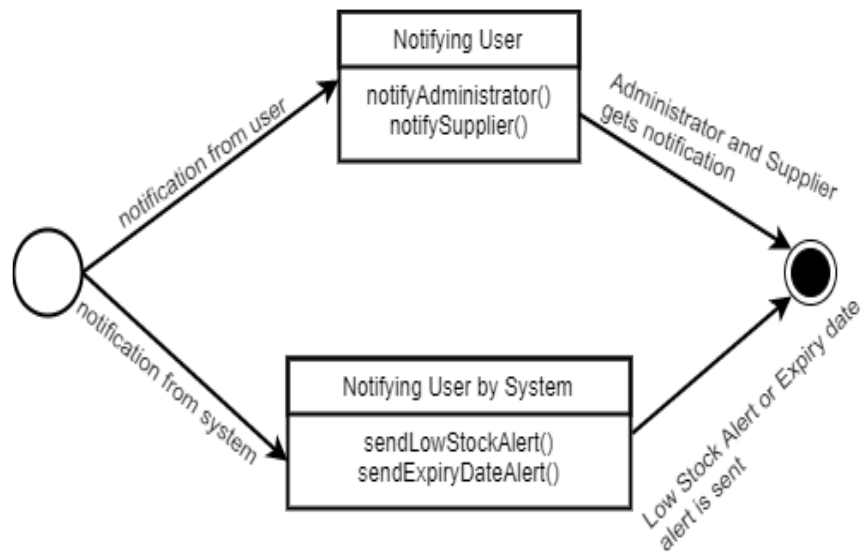 Notifying User
notifyAdministrator()
notifySupplier()
notification from user
Administrator and Supplier
gets notification
notification from system
Notifying User by System
sendLowStockAlert()
sendExpiryDateAlert()
Low Stock Alert or Expiry date
alert is sent